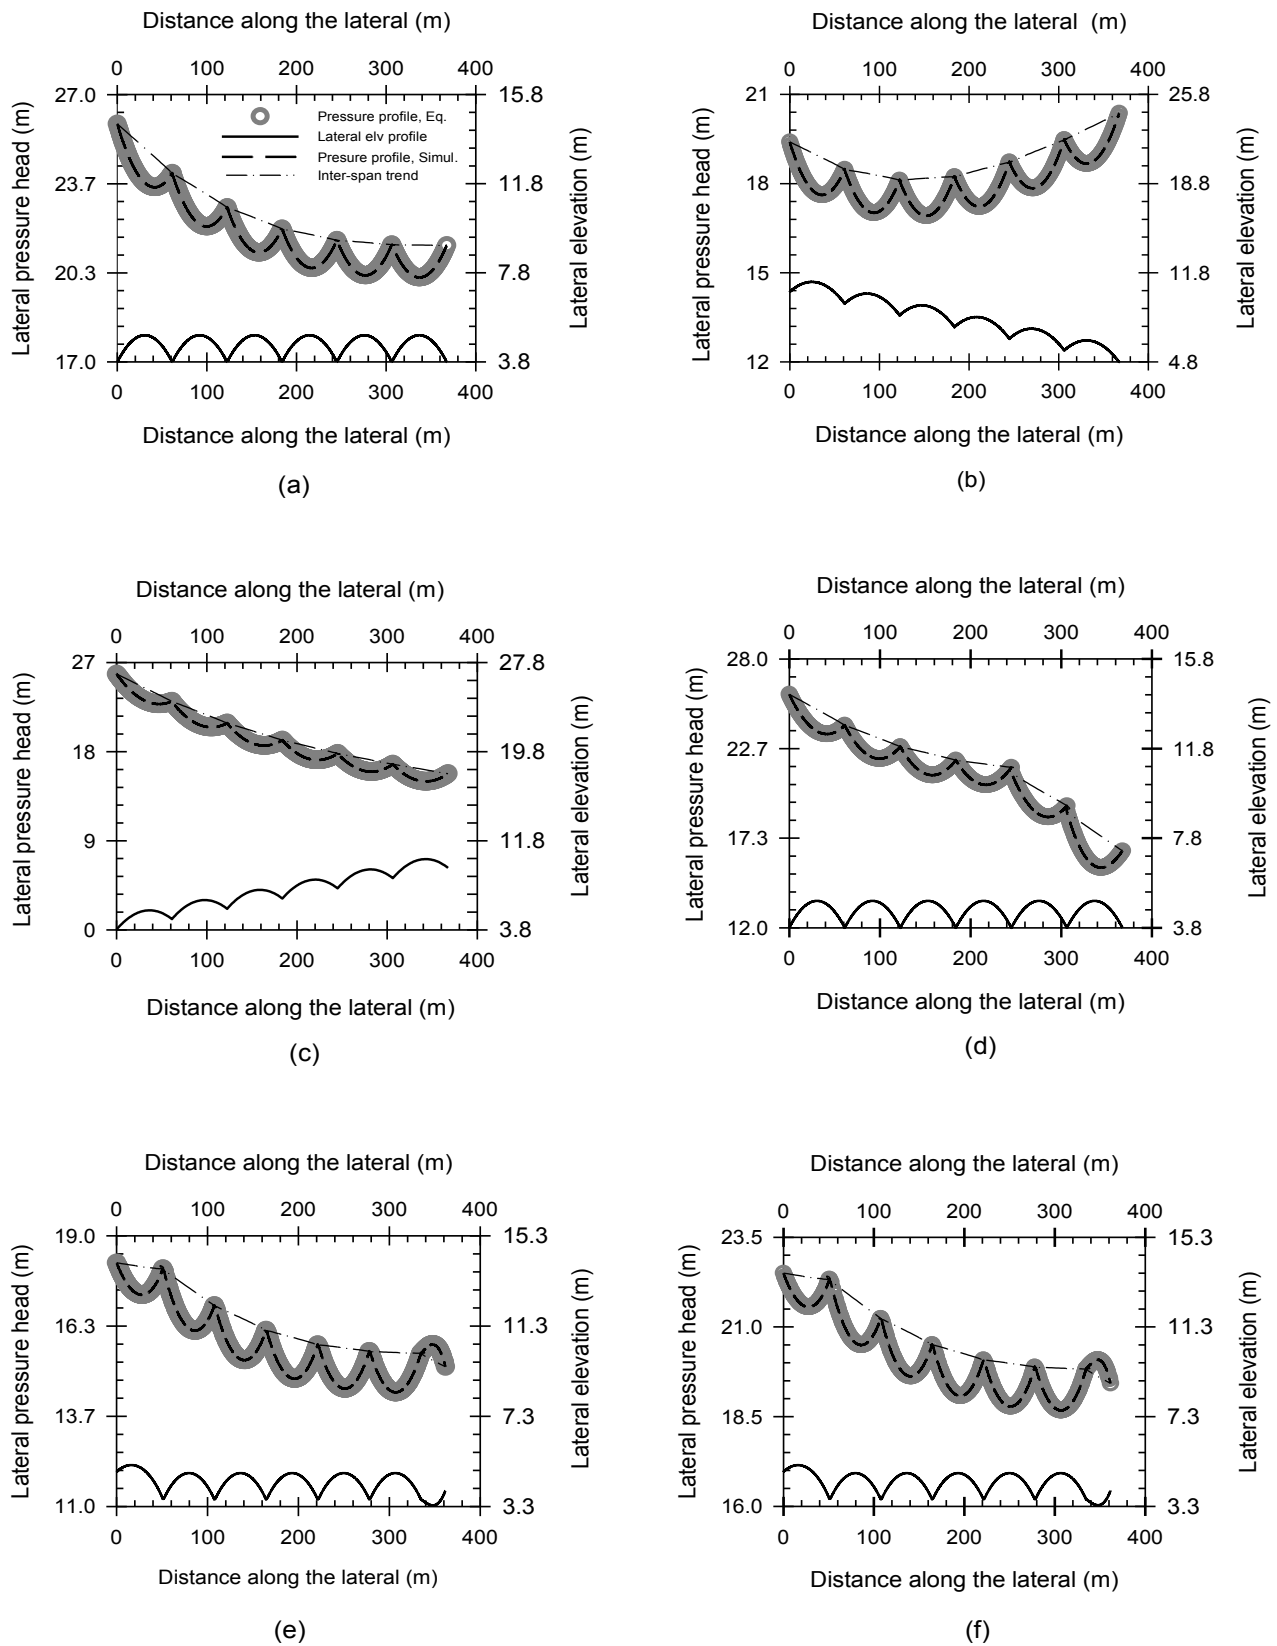 Distance along the lateral (m)
0 100 200 300 400
27.0 15.8
Pressure profile, Eq.
Lateral elv profile
Presure profile, Simul.
Inter-span trend
23.7 11.8
20.3 7.8
17.0 3.8
Lateral pressure head (m)
Lateral elevation (m)
0 100 200 300 400
Distance along the lateral (m)
(a)
Distance along the lateral (m)
0 100 200 300 400
21 25.8
18 18.8
15 11.8
12 4.8
Lateral pressure head (m)
Lateral elevation (m)
0 100 200 300 400
Distance along the lateral (m)
(b)
Distance along the lateral (m)
0 100 200 300 400
27 27.8
18 19.8
9 11.8
0 3.8
Lateral pressure head (m)
Lateral elevation (m)
0 100 200 300 400
Distance along the lateral (m)
(c)
Distance along the lateral (m)
0 100 200 300 400
28.0 15.8
22.7 11.8
17.3 7.8
12.0 3.8
Lateral pressure head (m)
Lateral elevation (m)
0 100 200 300 400
Distance along the lateral (m)
(d)
Distance along the lateral (m)
0 100 200 300 400
19.0 15.3
16.3 11.3
13.7 7.3
11.0 3.3
Lateral pressure head (m)
Lateral elevation (m)
0 100 200 300 400
Distance along the lateral (m)
(e)
Distance along the lateral (m)
0 100 200 300 400
23.5 15.3
21.0 11.3
18.5 7.3
16.0 3.3
Lateral pressure head (m)
Lateral elevation (m)
0 100 200 300 400
Distance along the lateral (m)
(f)